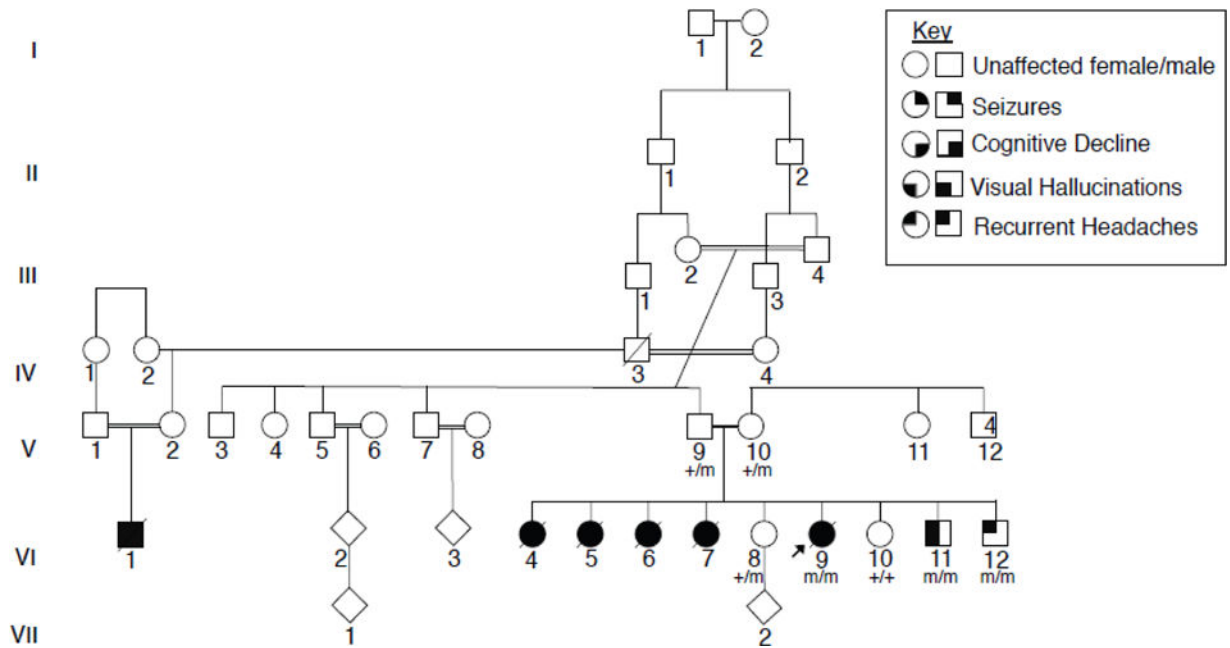 Key
Unaffected female/male
Seizures
Cognitive Decline
Visual Hallucinations
Recurrent Headaches
I
1 2
II
1 2
III
2 4
1 3
IV
1 2 3 4
V
4
1 2 3 4 5 6 7 8 9 10 11 12
+/m +/m
VI
1 2 3 4 5 6 7 8 9 10 11 12
+/m m/m +/+ m/m m/m
VII
1 2